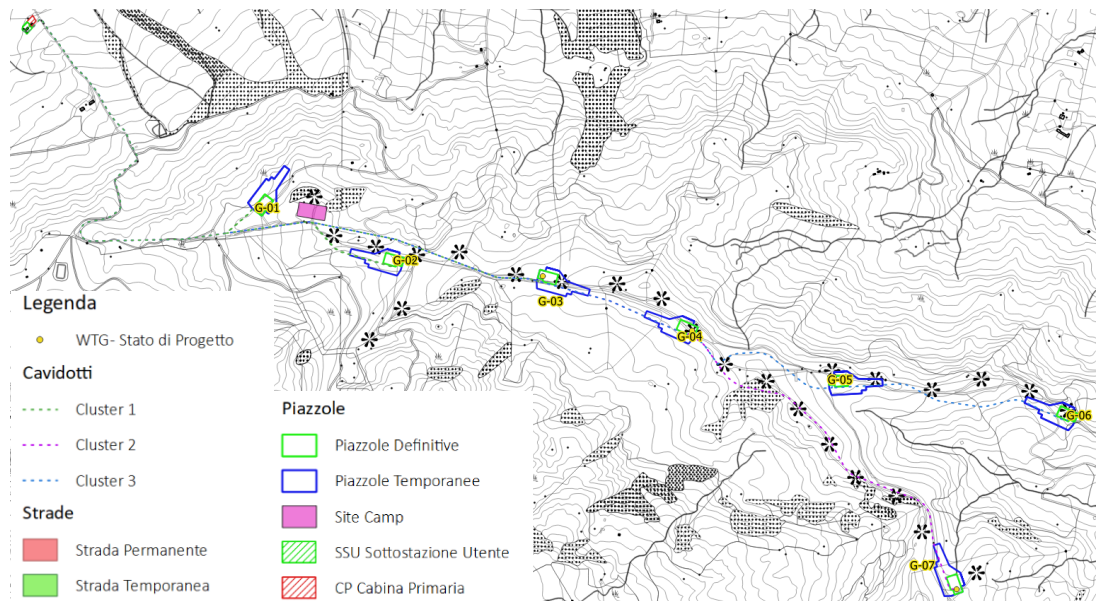 G-01
G-02
G-03
G-04
G-05
G-06
G-07
Legenda
WTG- Stato di Progetto
Cavidotti
Cluster 1
Cluster 2
Cluster 3
Strade
Strada Permanente
Strada Temporanea
Piazzole
Piazzole Definitive
Piazzole Temporanee
Site Camp
SSU Sottostazione Utente
CP Cabina Primaria